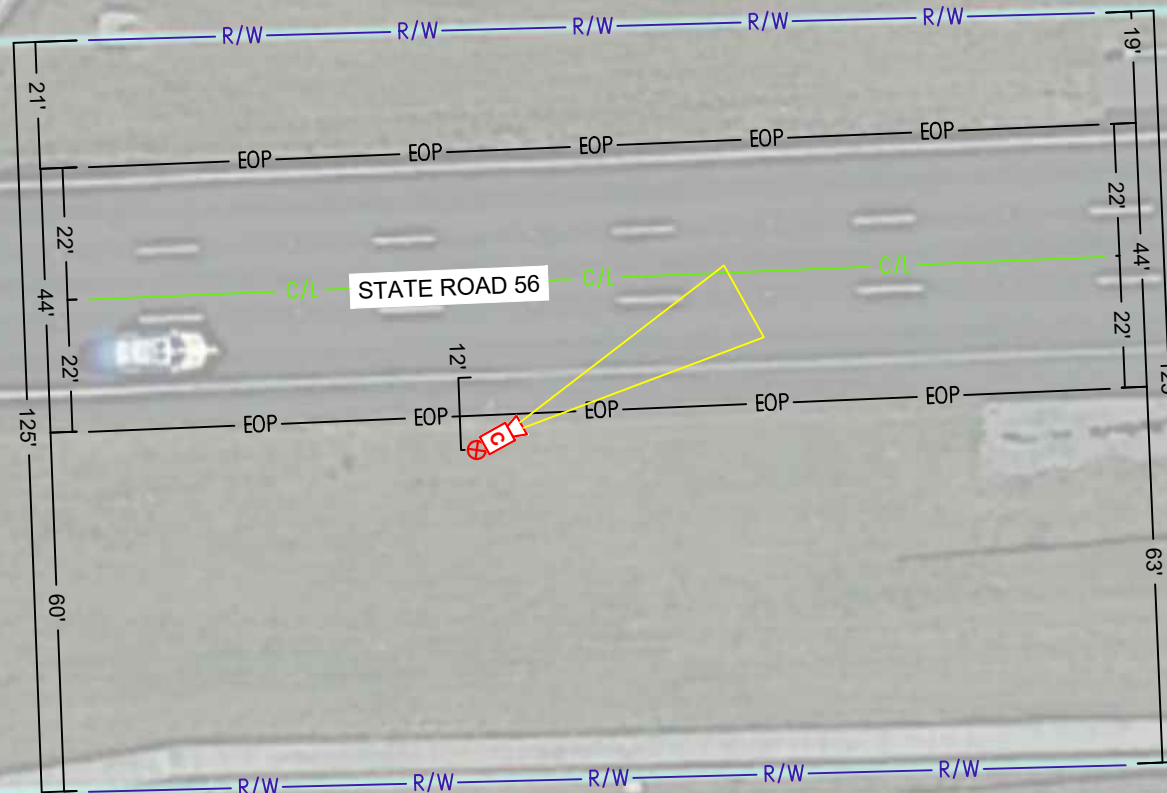 R/W R/W R/W R/W R/W
19'
21'
EOP EOP EOP EOP EOP
22'
22'
44'
C/L C/L C/L
STATE ROAD 56
44'
22'
22'
12'
EOP EOP EOP EOP EOP
C
125'
60'
63'
R/W R/W R/W R/W R/W